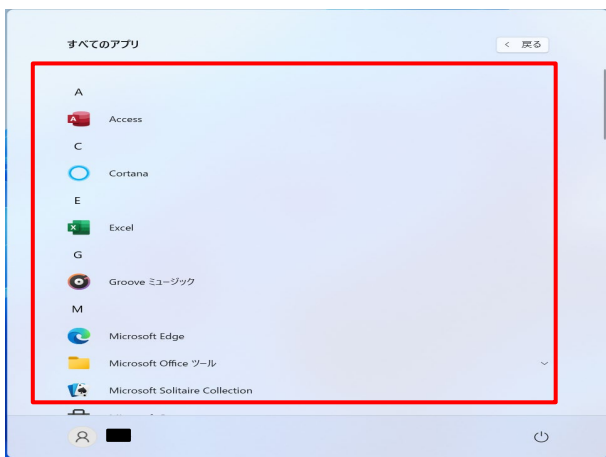 すべてのアプリ
< 戻る
A
Access
C
Cortana
E
Excel
G
Groove ミュージック
M
Microsoft Edge
Microsoft Office ツール
Microsoft Solitaire Collection